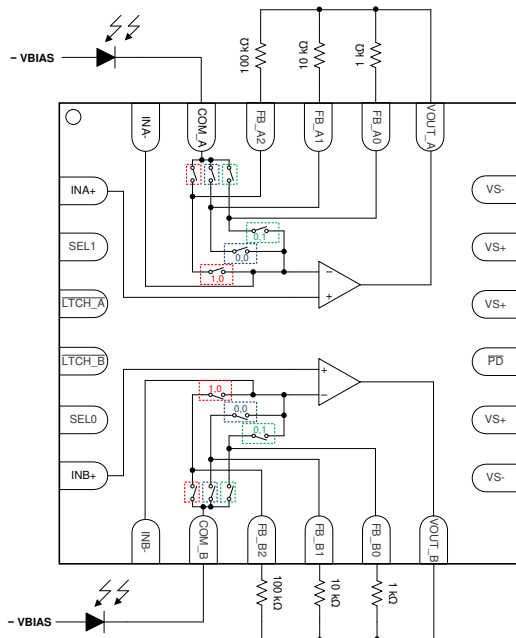 100 kΩ
10 kΩ
1 kΩ
– VBIAS
INA-
COM_A
FB_A2
FB_A1
FB_A0
VOUT_A
INA+
VS-
0,1
SEL1
0,0
VS+
1,0
–
+
LTCH_A
VS+
LTCH_B
PD
+
–
1,0
0,0
SEL0
VS+
0,1
INB+
VS-
INB-
COM_B
FB_B2
FB_B1
FB_B0
VOUT_B
100 kΩ
10 kΩ
1 kΩ
– VBIAS